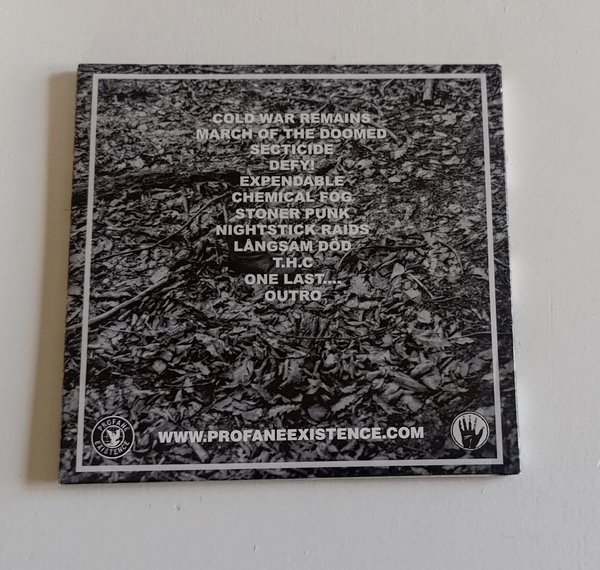 COLD WAR REMAINS
MARCH OF THE DOOMED
SECTICIDE
DEFY!
EXPENDABLE
CHEMICAL FOG
STONER PUNK
NIGHTSTICK RAIDS
LÅNGSAM DÖD
T.H.C
ONE LAST....
OUTRO
PROFANE
EXISTENCE
WWW.PROFANEEXISTENCE.COM